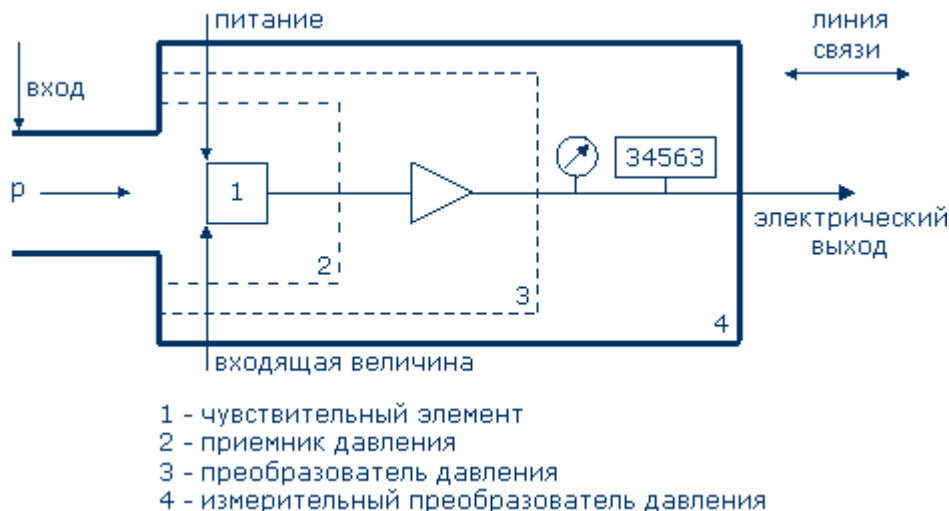 питание
линия
связи
вход
34563
p
1
электрический
выход
2
3
4
входящая величина
1 - чувствительный элемент
2 - приемник давления
3 - преобразователь давления
4 - измерительный преобразователь давления